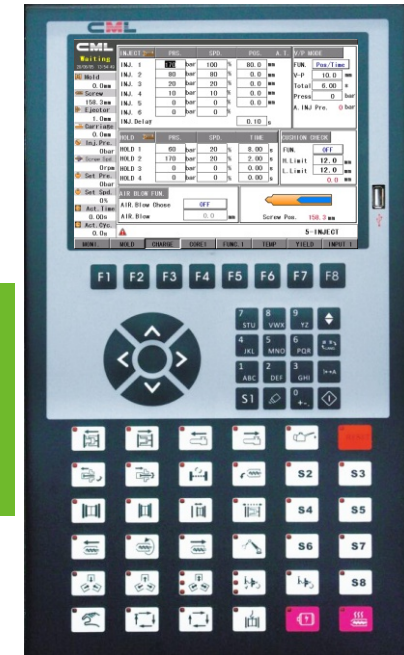 CML
CML
Waiting
INJECT PRS. SPD. POS. A.T. V/P MODE
INJ. 1 120 bar 100 % 80.0 mm FUN. Pos/Time
INJ. 2 80 bar 80 % 0.0 mm V-P 10.0 mm
INJ. 3 20 bar 20 % 0.0 mm Total 6.00 s
INJ. 4 10 bar 10 % 0.0 mm Press 0 bar
INJ. 5 0 bar 0 % 0.0 mm A.INJ Pre. 0 bar
INJ. 6 0 bar 0 %
INJ.Delay 0.10 s
Mold
0.0mm
Screw
158.3mm
Ejector
1.0mm
Carriage
0.0mm
Inj.Pre.
0bar
Screw Spd.
0rpm
Set Pre.
0bar
Set Spd.
0%
Act.Time
0.00s
Act.Cyc.
0.0s
HOLD PRS. SPD. TIME CUSHION CHECK
HOLD 1 60 bar 20 % 8.00 s FUN. OFF
HOLD 2 170 bar 20 % 2.00 s H.Limit 12.0 mm
HOLD 3 0 bar 0 % 0.00 s L.Limit 12.0 mm
HOLD 4 0 bar 0 % 0.00 s 0.0 mm
AIR BLOW FUN.
AIR.Blow Chose OFF
AIR.Blow 0.0 mm Screw Pos. 158.3 mm
5-INJECT
MONI. MOLD CHARGE CORE1 FUNC.1 TEMP YIELD INPUT 1
F1 F2 F3 F4 F5 F6 F7 F8
7 STU 8 VWX 9 YZ
4 JKL 5 MNO 6 PQR
1 ABC 2 DEF 3 GHI
S1 0 +-.
S2 S3
S4 S5
S6 S7
S8